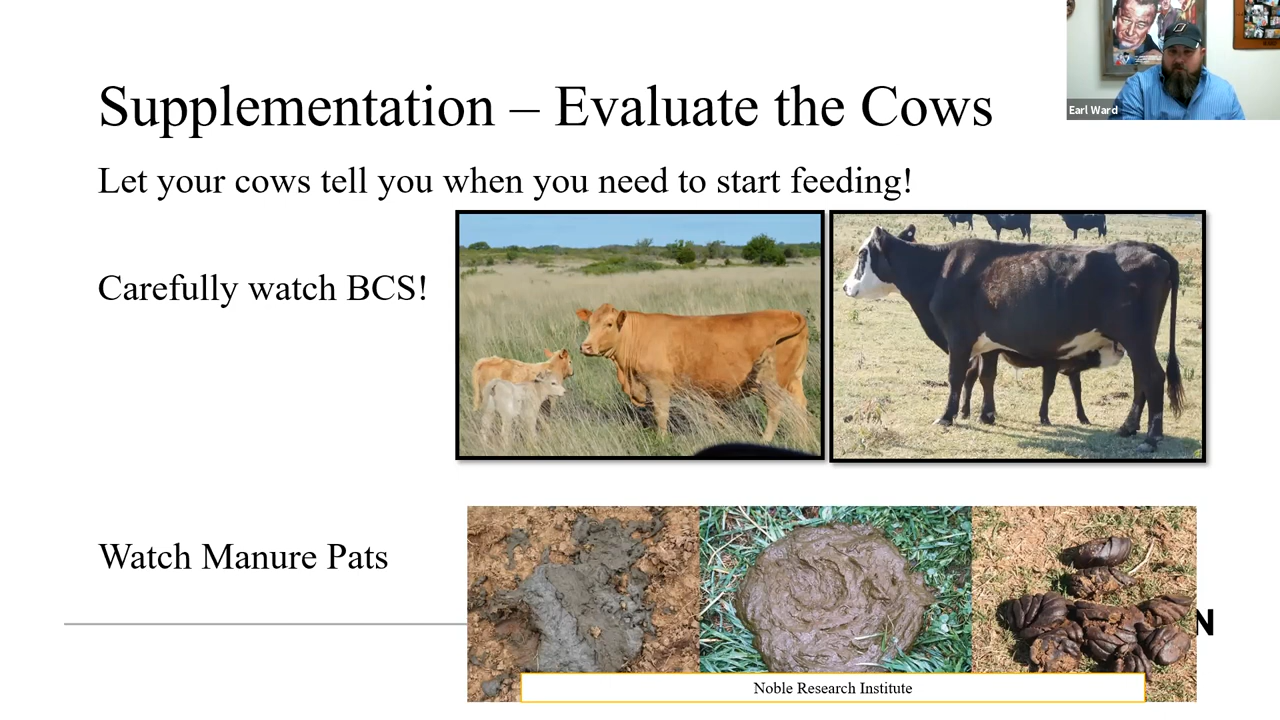 Supplementation – Evaluate the Cows
Earl Ward
Let your cows tell you when you need to start feeding!
Carefully watch BCS!
Watch Manure Pats
N
Noble Research Institute